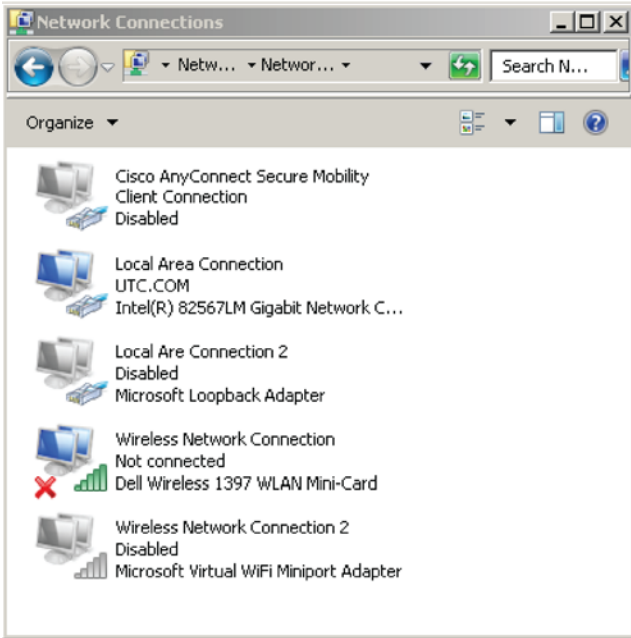 Network Connections
Netw... Networ...
Search N...
Organize
Cisco AnyConnect Secure Mobility
Client Connection
Disabled
Local Area Connection
UTC.COM
Intel(R) 82567LM Gigabit Network C...
Local Are Connection 2
Disabled
Microsoft Loopback Adapter
Wireless Network Connection
Not connected
Dell Wireless 1397 WLAN Mini-Card
Wireless Network Connection 2
Disabled
Microsoft Virtual WiFi Miniport Adapter